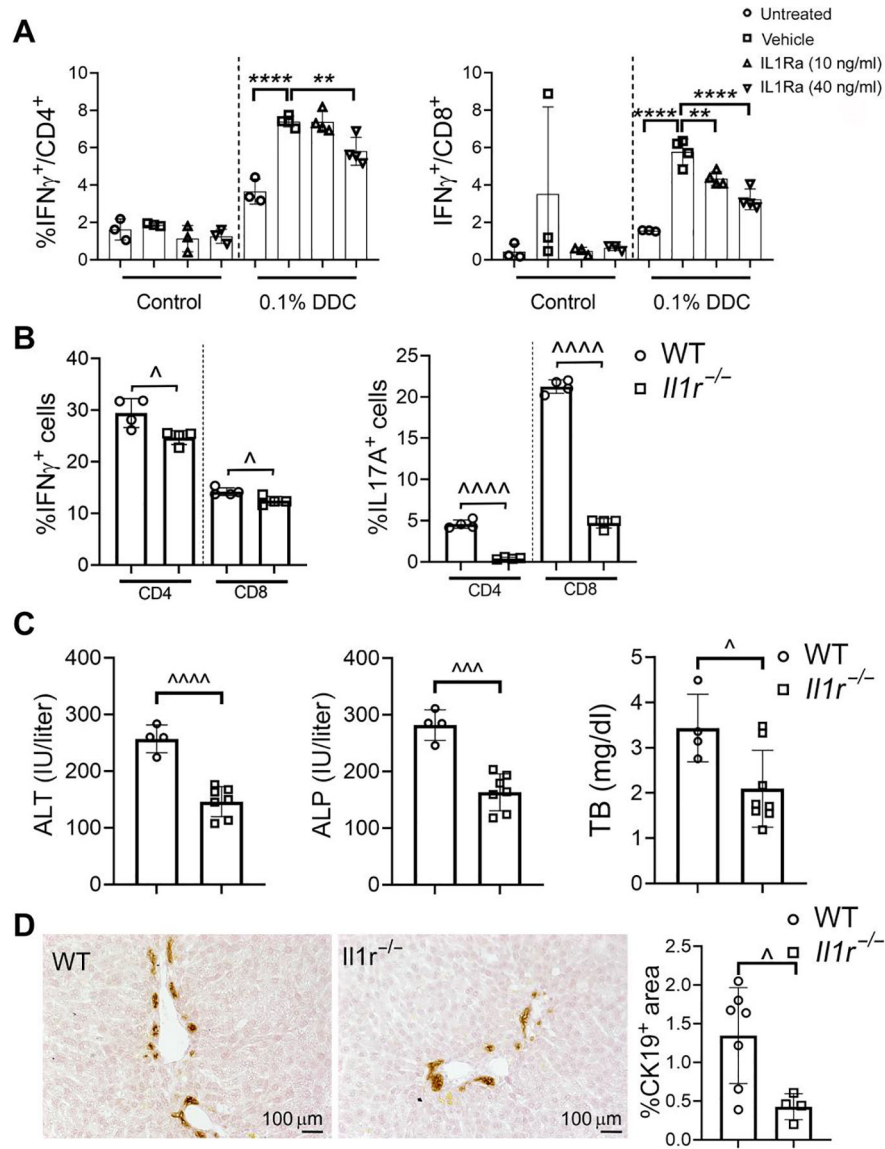 A
○ Untreated
□ Vehicle
△ IL1Ra (10 ng/ml)
▽ IL1Ra (40 ng/ml)
%IFNγ⁺/CD4⁺
10
8
6
4
2
0
**** **
Control 0.1% DDC
IFNγ⁺/CD8⁺
10
8
6
4
2
0
****
**** **
Control 0.1% DDC
B
%IFNγ⁺ cells
40
30
20
10
0
^
^
CD4 CD8
%IL17A⁺ cells
25
20
15
10
5
0
^^^^
^^^^
CD4 CD8
○ WT
□ Il1r⁻/⁻
C
ALT (IU/liter)
400
300
200
100
0
^^^^
ALP (IU/liter)
400
300
200
100
0
^^^
TB (mg/dl)
5
4
3
2
1
0
^
○ WT
□ Il1r⁻/⁻
D
WT
100 μm
Il1r⁻/⁻
100 μm
%CK19⁺ area
2.5
2.0
1.5
1.0
0.5
0.0
^
○ WT
□ Il1r⁻/⁻